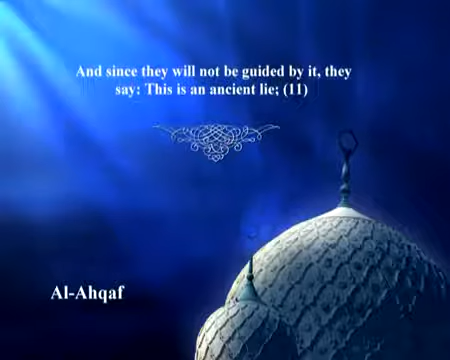 And since they will not be guided by it, they
say: This is an ancient lie; (11)
Al-Ahqaf